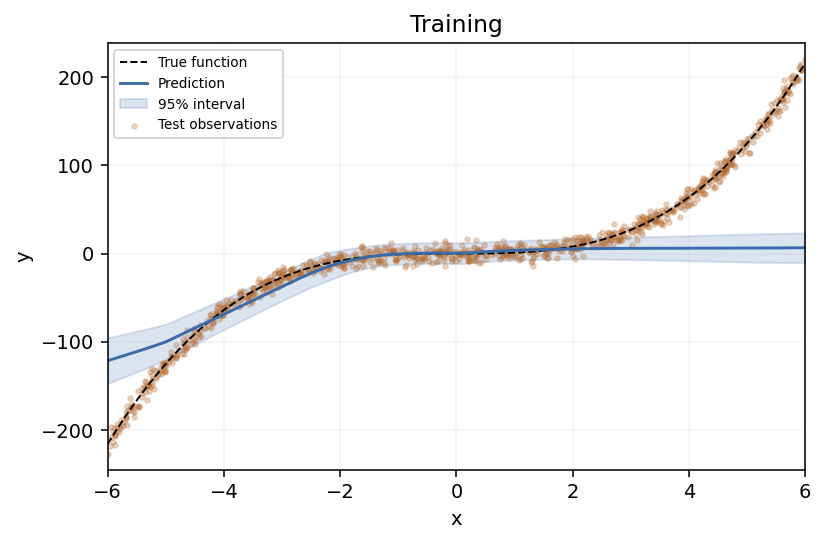 Training
True function
Prediction
95% interval
Test observations
200
100
0
−100
−200
y
−6 −4 −2 0 2 4 6
x